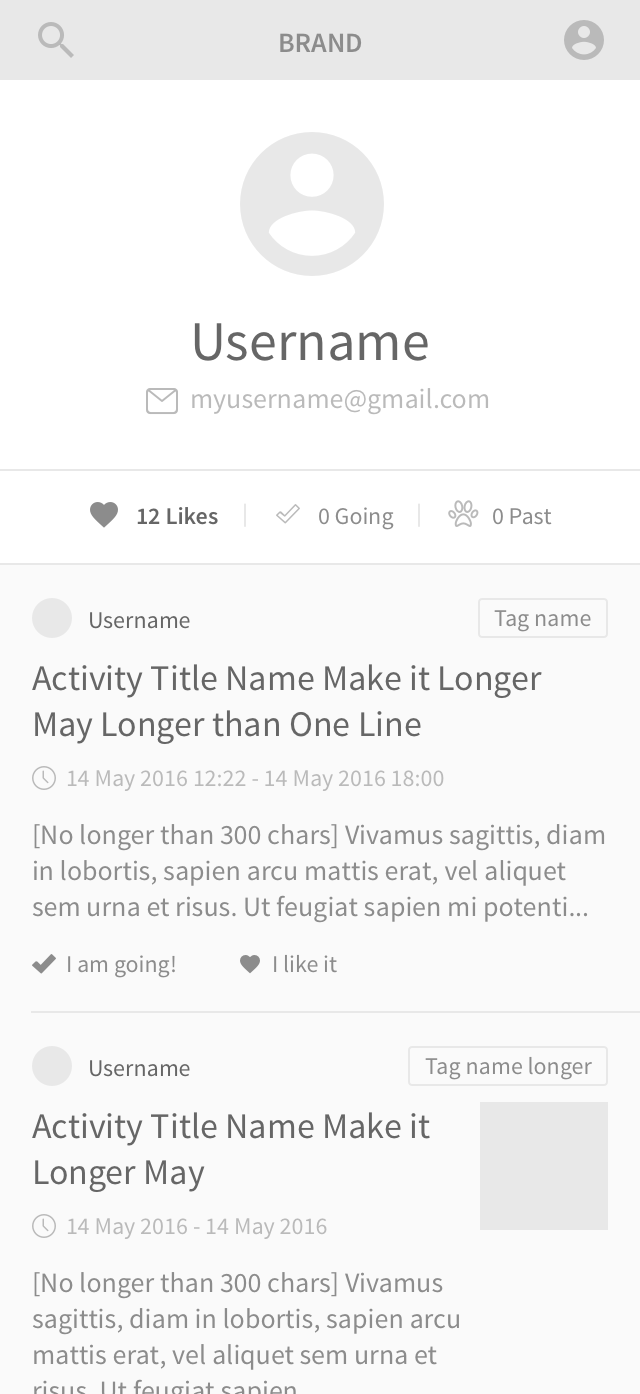 BRAND
Username
myusername@gmail.com
12 Likes
0 Going
0 Past
Username
Tag name
Activity Title Name Make it Longer
May Longer than One Line
14 May 2016 12:22 - 14 May 2016 18:00
[No longer than 300 chars] Vivamus sagittis, diam
in lobortis, sapien arcu mattis erat, vel aliquet
sem urna et risus. Ut feugiat sapien mi potenti...
I am going!
I like it
Username
Tag name longer
Activity Title Name Make it
Longer May
14 May 2016 - 14 May 2016
[No longer than 300 chars] Vivamus
sagittis, diam in lobortis, sapien arcu
mattis erat, vel aliquet sem urna et
risus. Ut feugiat sapien